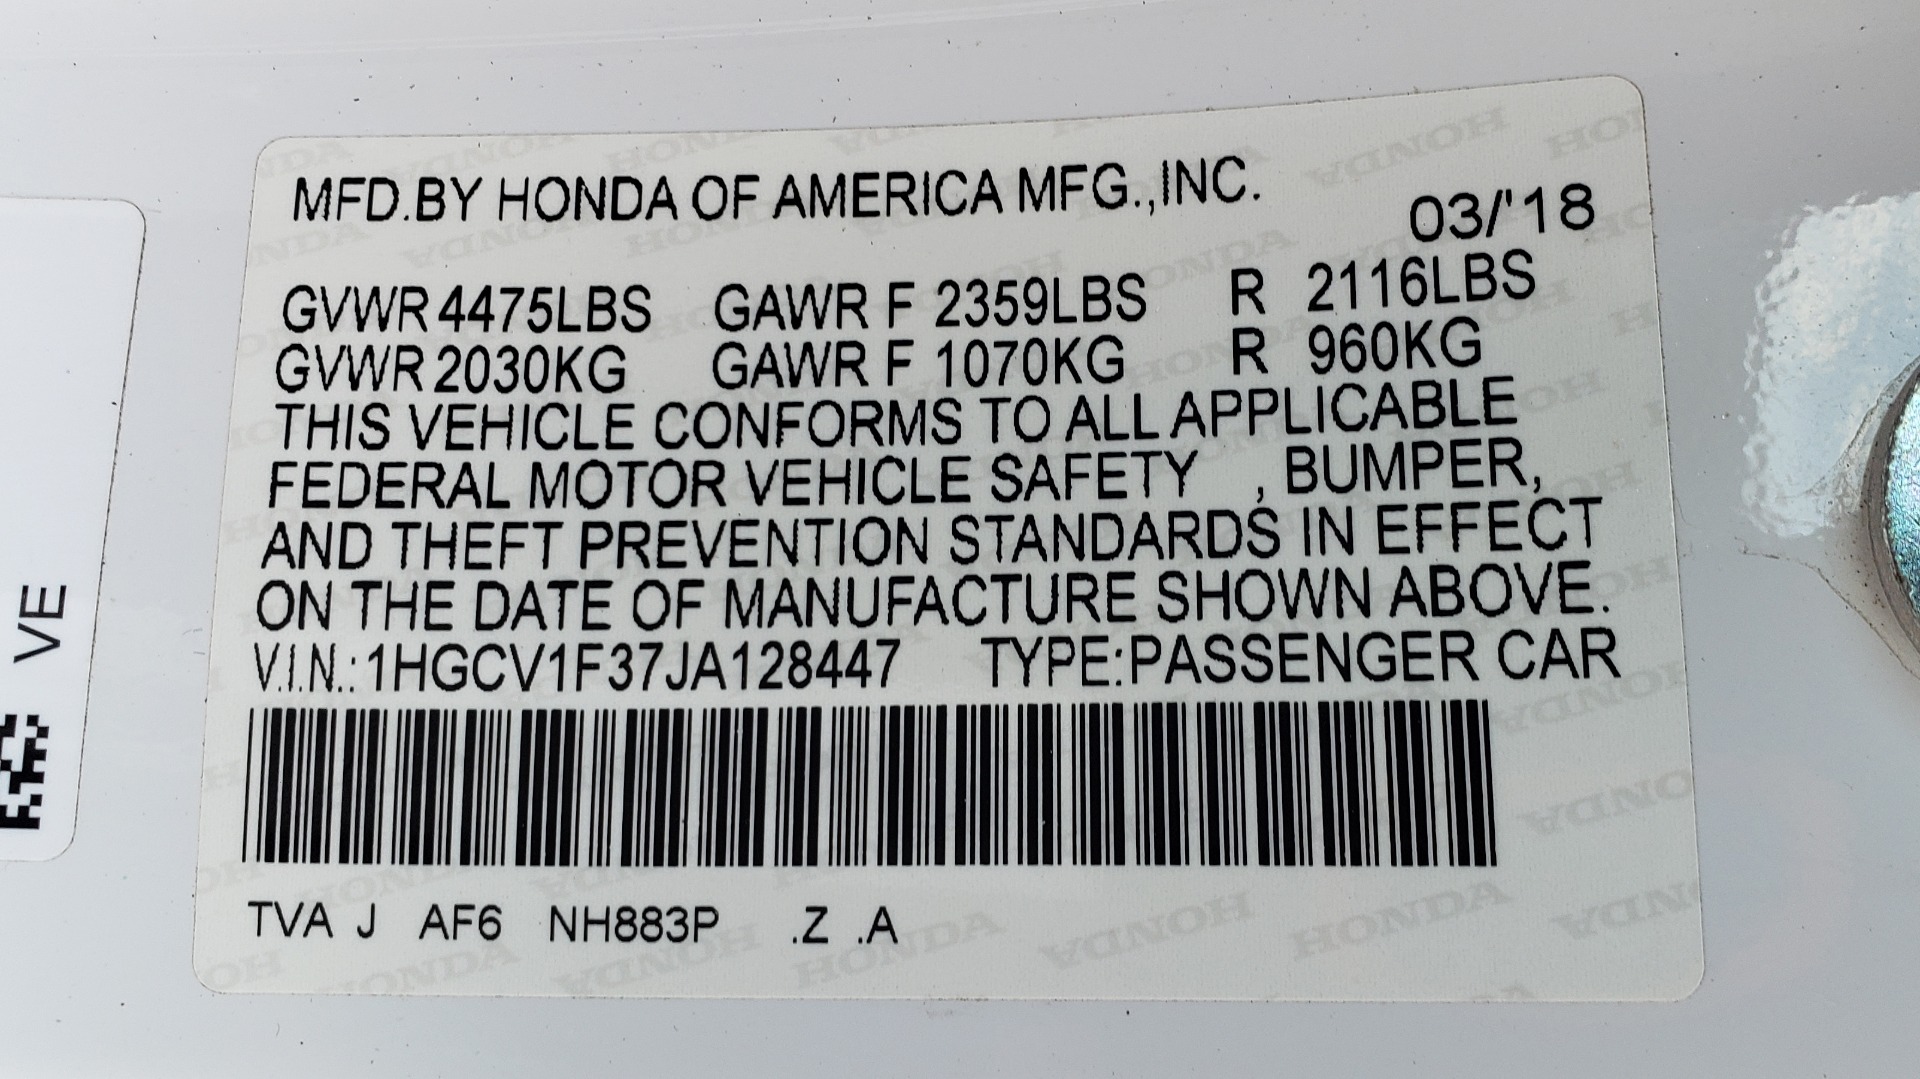 MFD.BY HONDA OF AMERICA MFG.,INC. 03/'18
GVWR 4475LBS GAWR F 2359LBS R 2116LBS
GVWR 2030KG GAWR F 1070KG R 960KG
THIS VEHICLE CONFORMS TO ALL APPLICABLE
FEDERAL MOTOR VEHICLE SAFETY , BUMPER,
AND THEFT PREVENTION STANDARDS IN EFFECT
ON THE DATE OF MANUFACTURE SHOWN ABOVE.
V.I.N.: 1HGCV1F37JA128447 TYPE:PASSENGER CAR
TVA J AF6 NH883P .Z .A
VE